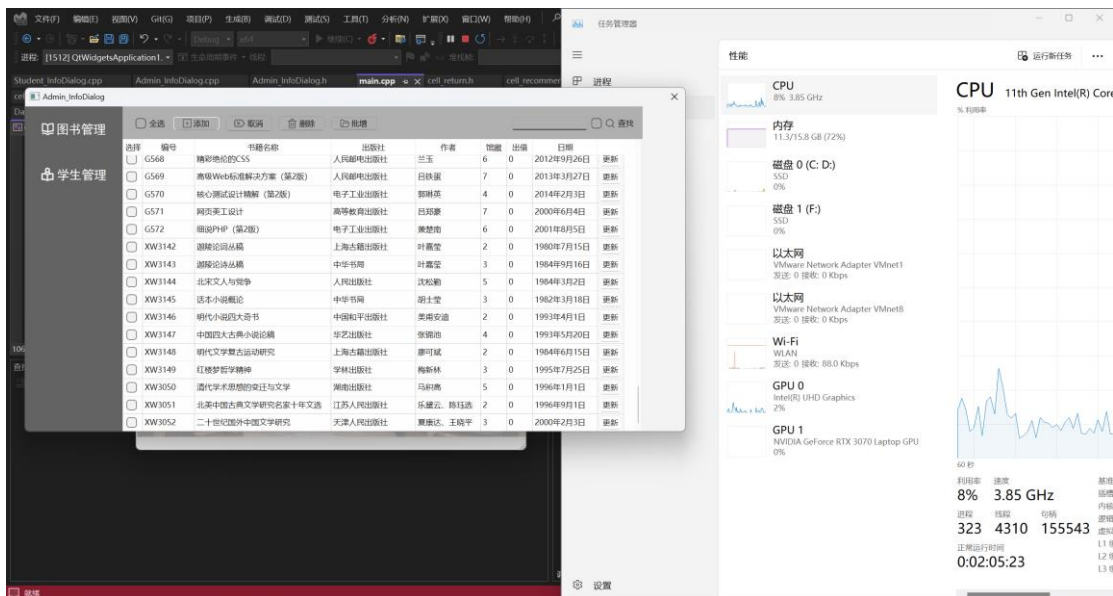 文件(F) 编辑(E) 视图(V) Git(G) 项目(P) 生成(B) 调试(D) 测试(S) 工具(T) 分析(N) 扩展(X) 窗口(W) 帮助(H)
Debug x64 继续(C)
进程: [1512] QtWidgetsApplication1. 生命周期事件 线程: 堆栈帧:
Student_InfoDialog.cpp Admin_InfoDialog.cpp Admin_InfoDialog.h main.cpp cell_return.h cell_recommer
Admin_InfoDialog
图书管理
学生管理
全选 添加 取消 删除 批增 查找
选择 编号 书籍名称 出版社 作者 馆藏 出借 日期
G568 精彩绝伦的CSS 人民邮电出版社 兰玉 6 0 2012年9月26日 更新
G569 高级Web标准解决方案（第2版） 人民邮电出版社 吕铁蛋 7 0 2013年3月27日 更新
G570 核心测试设计精解（第2版） 电子工业出版社 郭琳英 4 0 2014年2月3日 更新
G571 网页美工设计 高等教育出版社 吕郑豪 7 0 2000年6月4日 更新
G572 细说PHP（第2版） 电子工业出版社 萧楚南 6 0 2001年8月5日 更新
XW3142 迦陵论词丛稿 上海古籍出版社 叶嘉莹 2 0 1980年7月15日 更新
XW3143 迦陵论诗丛稿 中华书局 叶嘉莹 3 0 1984年9月16日 更新
XW3144 北宋文人与党争 人民出版社 沈松勤 5 0 1984年3月2日 更新
XW3145 话本小说概论 中华书局 胡士莹 3 0 1982年3月18日 更新
XW3146 明代小说四大奇书 中国和平出版社 美甫安迪 2 0 1993年4月1日 更新
XW3147 中国四大古典小说论稿 华艺出版社 张锦池 4 0 1993年5月20日 更新
XW3148 明代文学复古运动研究 上海古籍出版社 廖可斌 2 0 1984年6月15日 更新
XW3149 红楼梦哲学精神 学林出版社 梅新林 3 0 1995年7月25日 更新
XW3050 清代学术思想的变迁与文学 湖南出版社 马积高 5 0 1996年1月1日 更新
XW3051 北美中国古典文学研究名家十年文选 江苏人民出版社 乐黛云、陈珏选 2 0 1996年9月1日 更新
XW3052 二十世纪国外中国文学研究 天津人民出版社 夏康达、王晓平 3 0 2000年2月3日 更新
就绪
任务管理器
性能 运行新任务
进程
CPU
8% 3.85 GHz
内存
11.3/15.8 GB (72%)
磁盘 0 (C: D:)
SSD
0%
磁盘 1 (F:)
SSD
0%
以太网
VMware Network Adapter VMnet1
发送: 0 接收: 0 Kbps
以太网
VMware Network Adapter VMnet8
发送: 0 接收: 0 Kbps
Wi-Fi
WLAN
发送: 0 接收: 88.0 Kbps
GPU 0
Intel(R) UHD Graphics
2%
GPU 1
NVIDIA GeForce RTX 3070 Laptop GPU
0%
设置
CPU 11th Gen Intel(R) Core
% 利用率
60 秒
利用率 速度
8% 3.85 GHz
进程 线程 句柄
323 4310 155543
正常运行时间
0:02:05:23